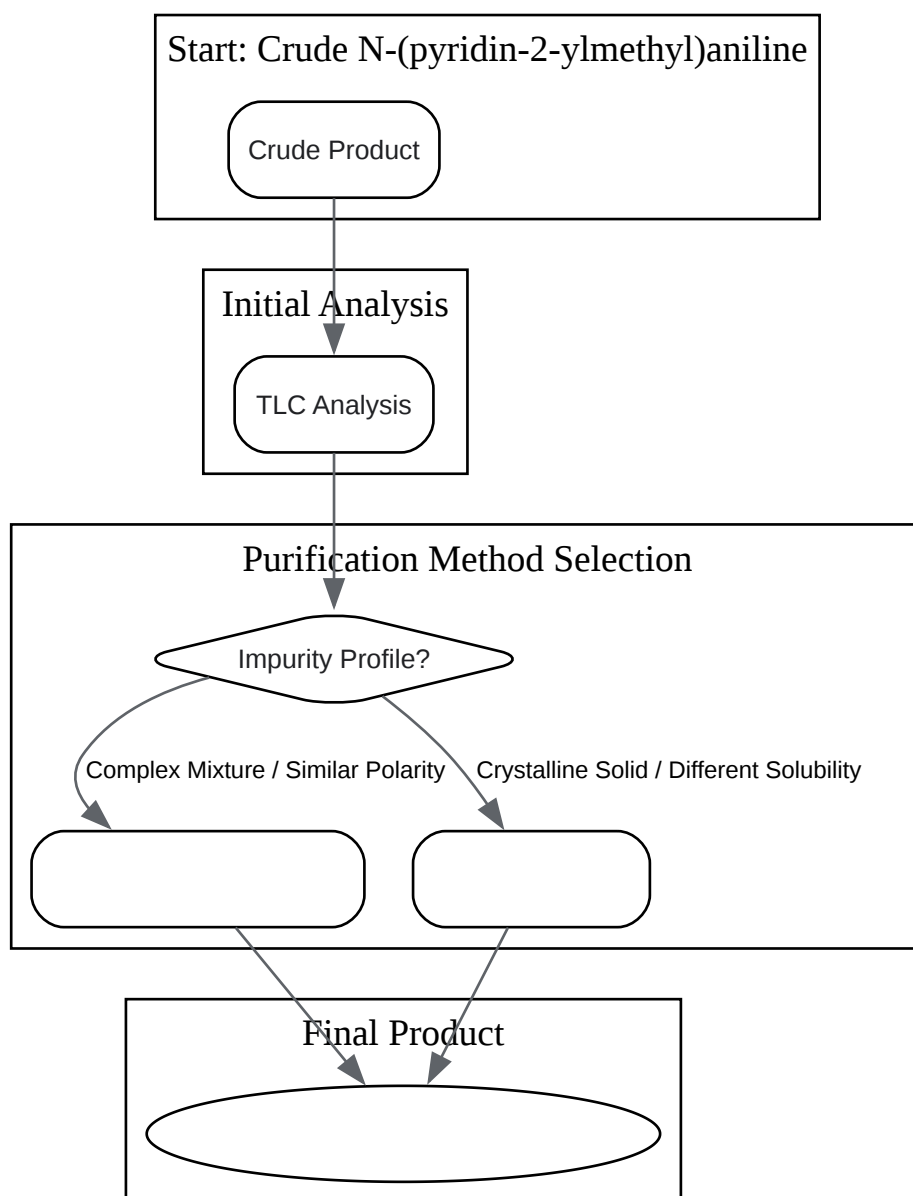 Start: Crude N-(pyridin-2-ylmethyl)aniline
Crude Product
Initial Analysis
TLC Analysis
Purification Method Selection
Impurity Profile?
Complex Mixture / Similar Polarity
Crystalline Solid / Different Solubility
Final Product